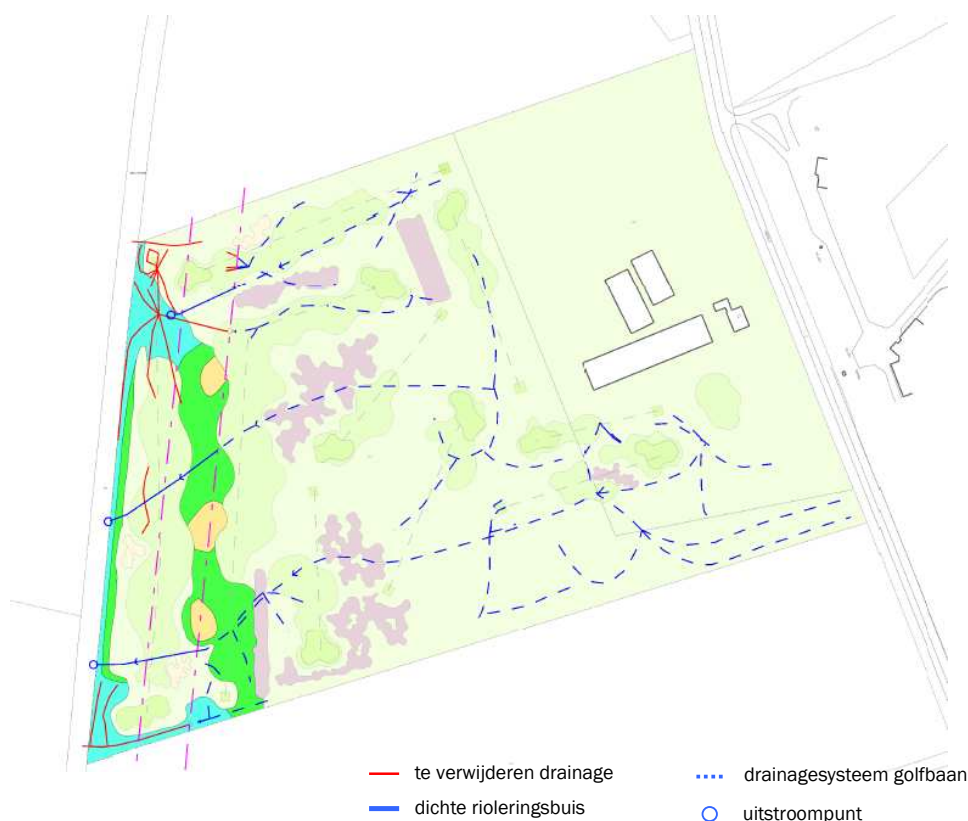 te verwijderen drainage
drainagesysteem golfbaan
dichte rioleringsbuis
uitstroompunt